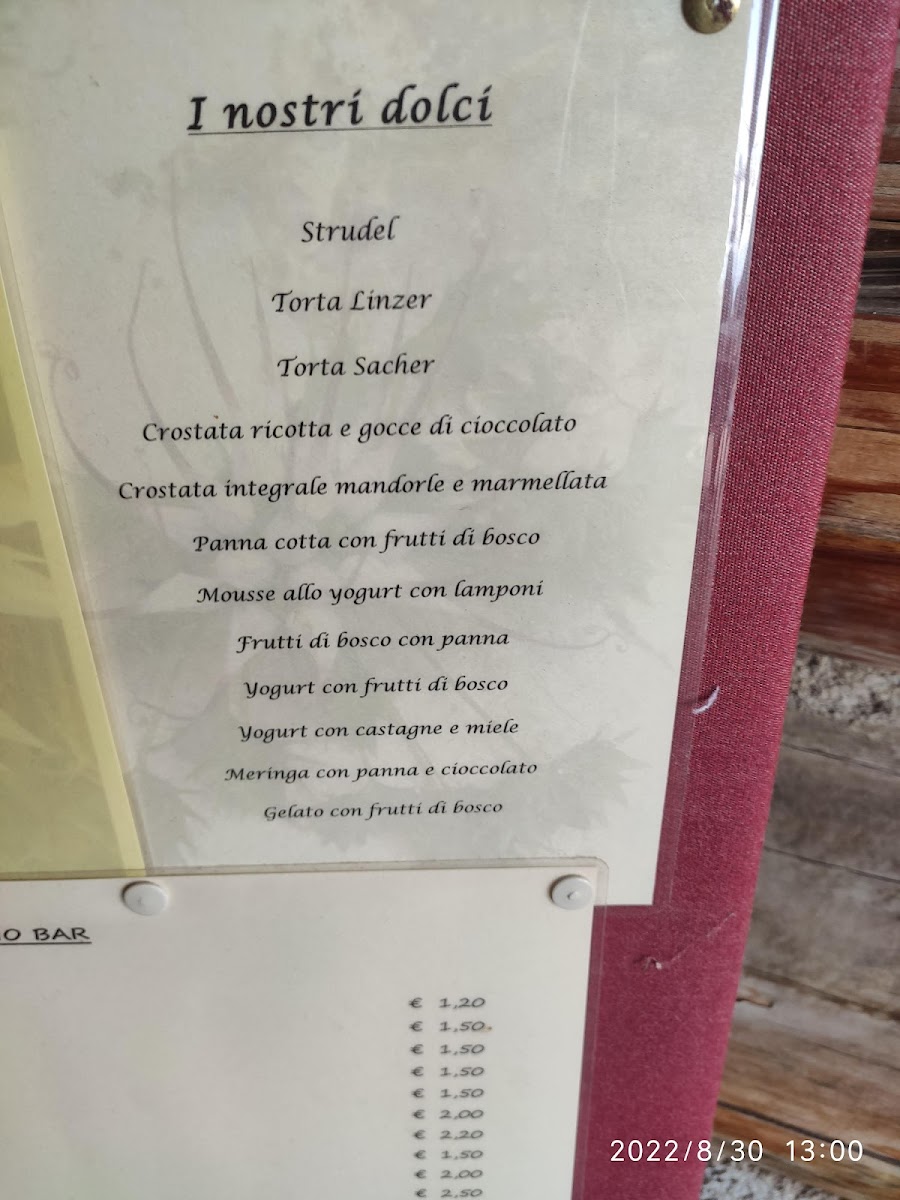 I nostri dolci
Strudel
Torta Linzer
Torta Sacher
Crostata ricotta e gocce di cioccolato
Crostata integrale mandorle e marmellata
Panna cotta con frutti di bosco
Mousse allo yogurt con lamponi
Frutti di bosco con panna
Yogurt con frutti di bosco
Yogurt con castagne e miele
Meringa con panna e cioccolato
Gelato con frutti di bosco
O BAR
€ 1,20
€ 1,50
€ 1,50
€ 1,50
€ 1,50
€ 2,00
€ 2,20
€ 1,50
€ 2,00
€ 2,50
2022/8/30 13:00